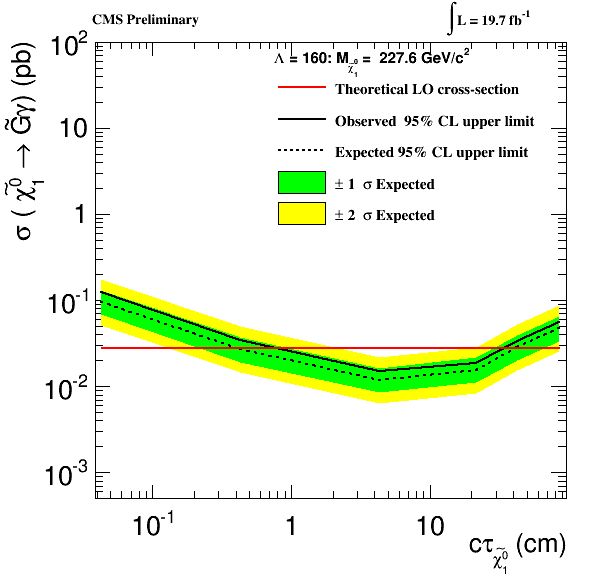 CMS Preliminary
∫L = 19.7 fb⁻¹
Λ = 160: M_χ̃₁⁰ = 227.6 GeV/c²
Theoretical LO cross-section
Observed 95% CL upper limit
Expected 95% CL upper limit
± 1 σ Expected
± 2 σ Expected
σ ( χ̃₁⁰ → G̃γ) (pb)
10²
10
1
10⁻¹
10⁻²
10⁻³
10⁻¹ 1 10
cτ_χ̃₁⁰ (cm)